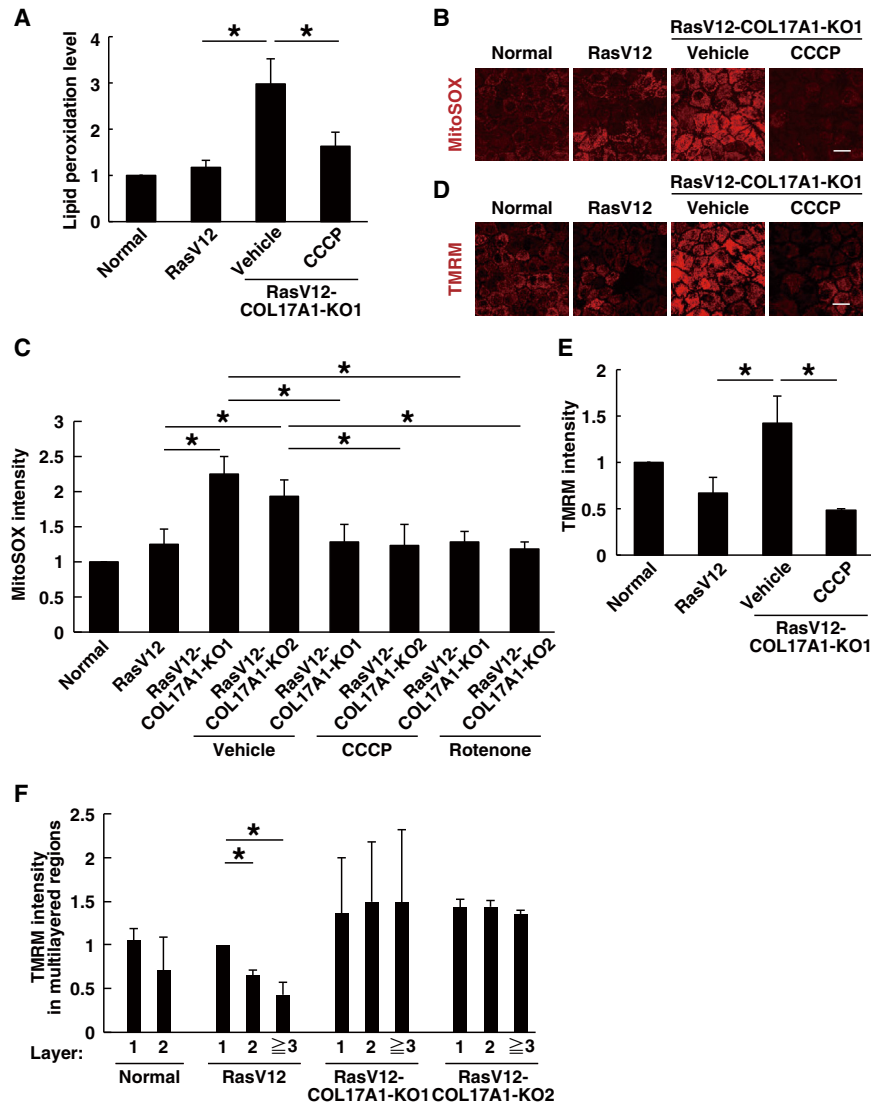 A
Lipid peroxidation level
4
3
2
1
0
* *
Normal
RasV12
Vehicle
CCCP
RasV12-
COL17A1-KO1
B
RasV12-COL17A1-KO1
Normal RasV12 Vehicle CCCP
MitoSOX
D
RasV12-COL17A1-KO1
Normal RasV12 Vehicle CCCP
TMRM
C
MitoSOX intensity
3
2.5
2
1.5
1
0.5
0
*
*
* *
* *
Normal
RasV12
RasV12-
COL17A1-KO1
RasV12-
COL17A1-KO2
RasV12-
COL17A1-KO1
RasV12-
COL17A1-KO2
RasV12-
COL17A1-KO1
RasV12-
COL17A1-KO2
Vehicle CCCP Rotenone
E
TMRM intensity
2
1.5
1
0.5
0
* *
Normal
RasV12
Vehicle
CCCP
RasV12-
COL17A1-KO1
F
TMRM intensity
in multilayered regions
2.5
2
1.5
1
0.5
0
*
*
Layer: 1 2 1 2 ≧3 1 2 ≧3 1 2 ≧3
Normal RasV12 RasV12- RasV12-
COL17A1-KO1 COL17A1-KO2